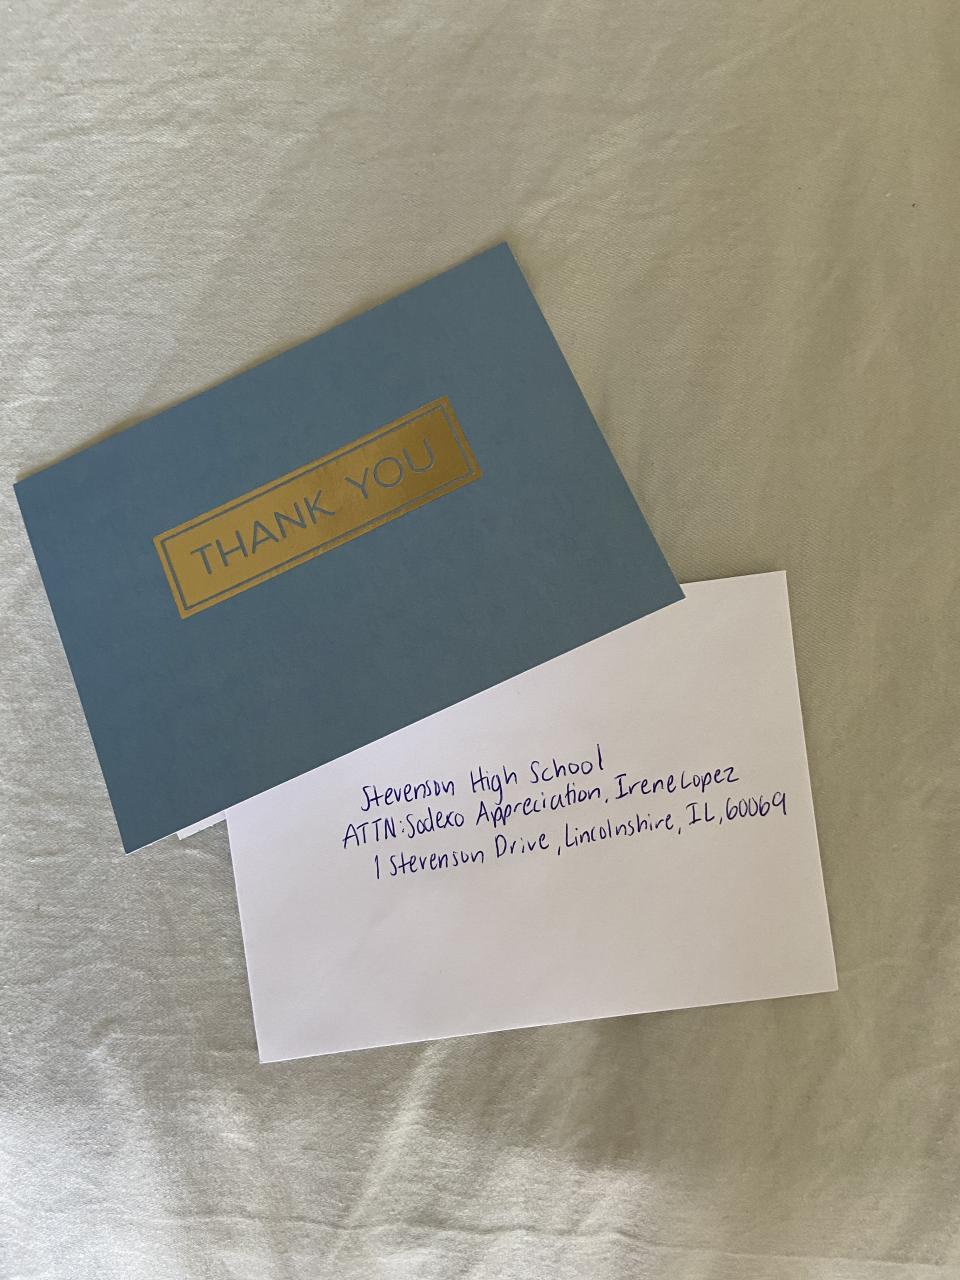 THANK YOU
Stevenson High School
ATTN: Sodexo Appreciation, Irene Lopez
1 Stevenson Drive, Lincolnshire, IL, 60069